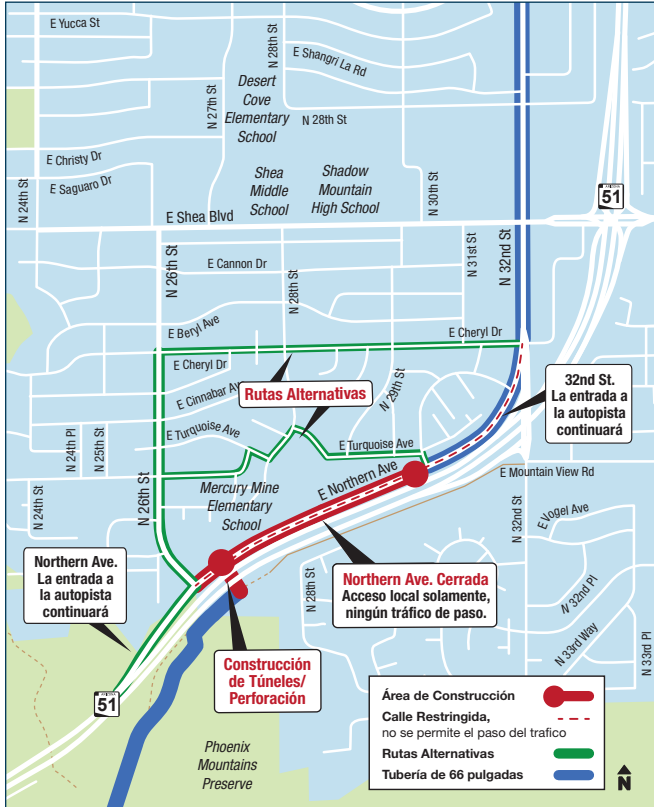 E Yucca St
N 28th St
E Shangri La Rd
Desert
Cove
Elementary
School
N 27th St
N 28th St
E Christy Dr
E Saguaro Dr
N 24th St
Shea
Middle
School
Shadow
Mountain
High School
N 30th St
ARIZONA
51
E Shea Blvd
N 26th St
E Cannon Dr
N 28th St
N 31st St
N 32nd St
E Beryl Ave
E Cheryl Dr
E Cheryl Dr
E Cinnabar Av
Rutas Alternativas
N 29th St
32nd St.
La entrada a
la autopista
continuará
N 24th Pl
N 25th St
E Turquoise Ave
E Turquoise Ave
N 24th St
N 26th St
Mercury Mine
Elementary
School
E Northern Ave
E Mountain View Rd
N 32nd St
E Vogel Ave
Northern Ave.
La entrada a
la autopista
continuará
N 28th St
Northern Ave. Cerrada
Acceso local solamente,
ningún tráfico de paso.
N 32nd Pl
N 33rd Way
N 33rd Pl
Construcción
de Túneles/
Perforación
51
Phoenix
Mountains
Preserve
Área de Construcción
Calle Restringida,
no se permite el paso del trafico
Rutas Alternativas
Tubería de 66 pulgadas
N